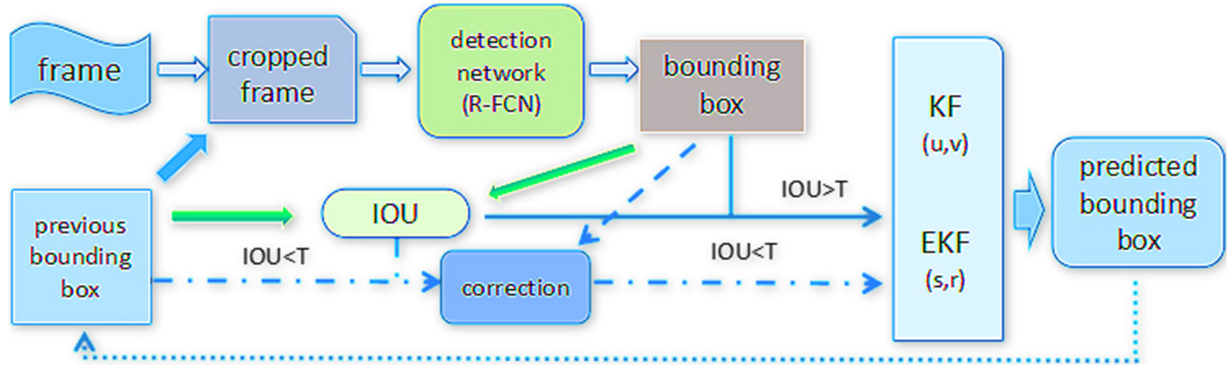 frame
cropped
frame
detection
network
(R-FCN)
bounding
box
KF
(u,v)
EKF
(s,r)
predicted
bounding
box
previous
bounding
box
IOU
IOU>T
IOU<T
IOU<T
correction